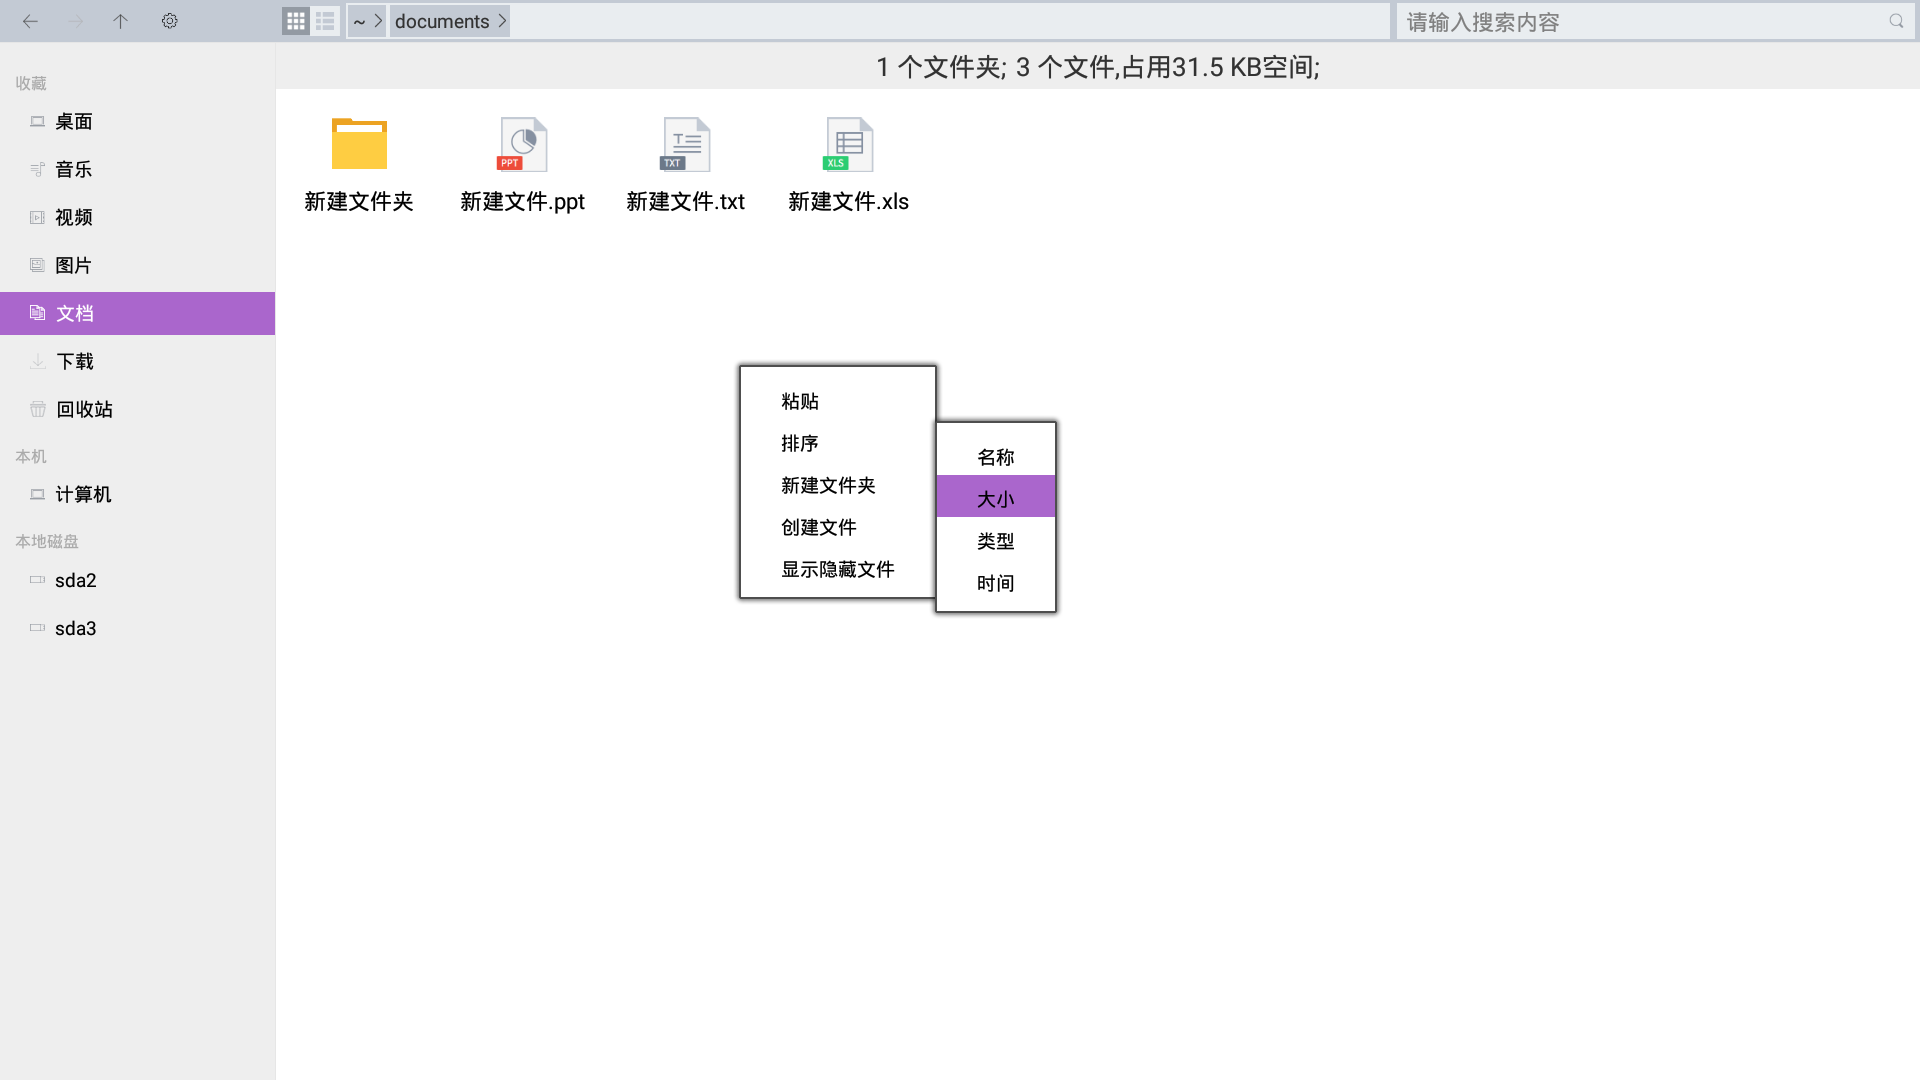 ~
documents
请输入搜索内容
1 个文件夹; 3 个文件,占用31.5 KB空间;
收藏
桌面
音乐
视频
图片
文档
下载
回收站
本机
计算机
本地磁盘
sda2
sda3
PPT
TXT
XLS
新建文件夹
新建文件.ppt
新建文件.txt
新建文件.xls
粘贴
排序
新建文件夹
创建文件
显示隐藏文件
名称
大小
类型
时间